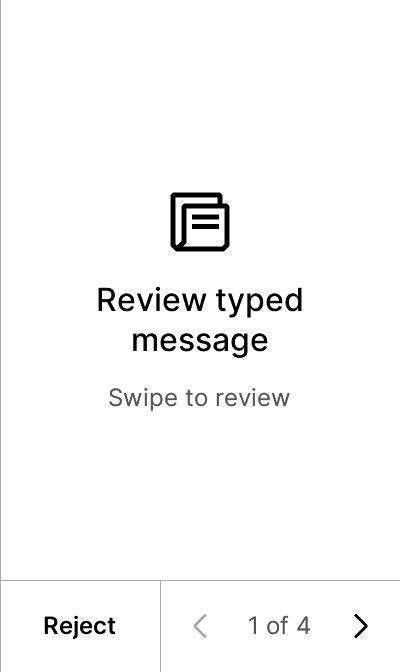 Review typed
message
Swipe to review
Reject
1 of 4